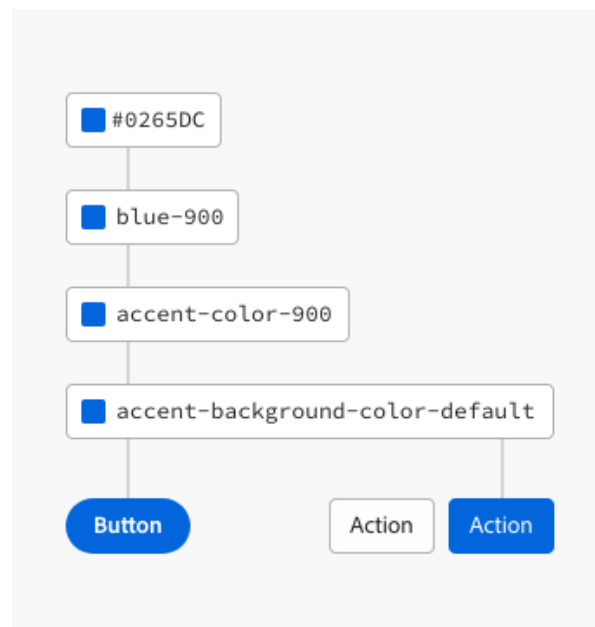 #0265DC
blue-900
accent-color-900
accent-background-color-default
Button Action Action